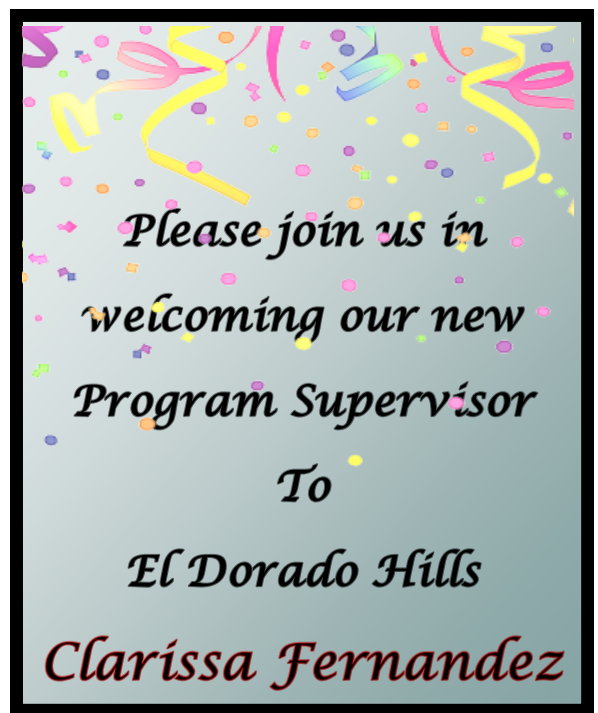 Please join us in
welcoming our new
Program Supervisor
To
El Dorado Hills
Clarissa Fernandez